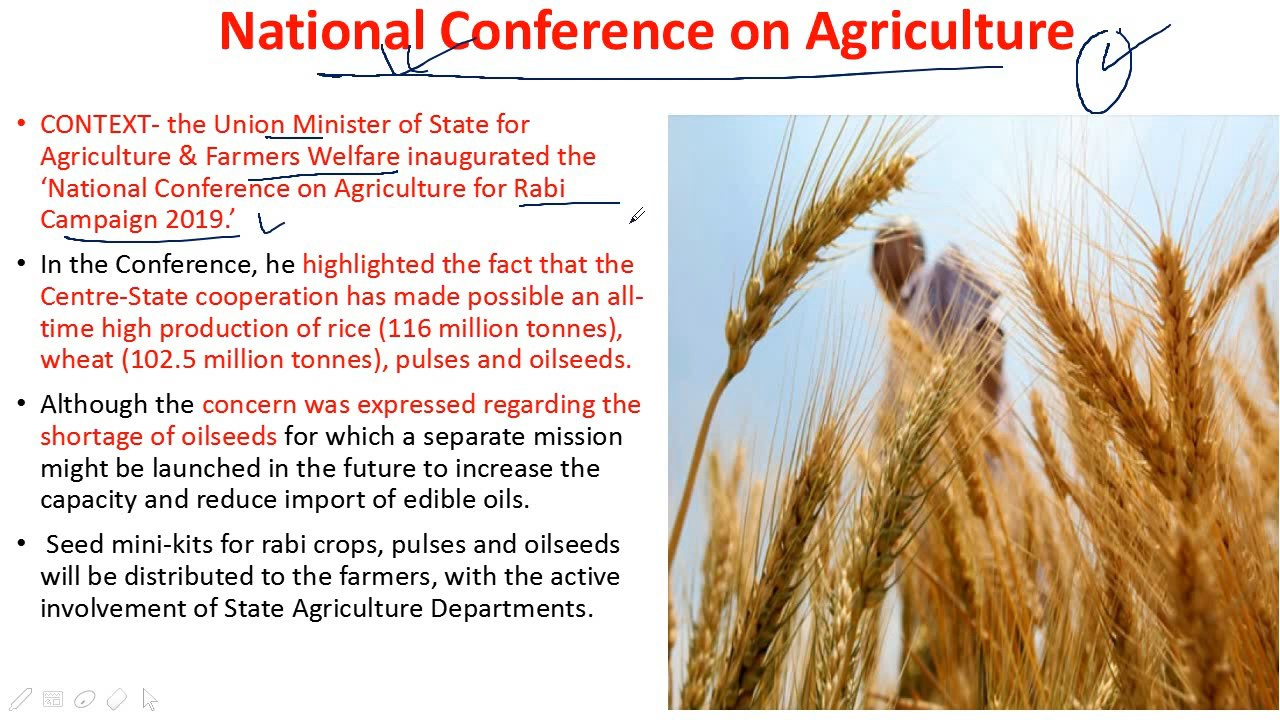 National Conference on Agriculture
• CONTEXT- the Union Minister of State for
Agriculture & Farmers Welfare inaugurated the
‘National Conference on Agriculture for Rabi
Campaign 2019.’
• In the Conference, he highlighted the fact that the
Centre-State cooperation has made possible an all-
time high production of rice (116 million tonnes),
wheat (102.5 million tonnes), pulses and oilseeds.
• Although the concern was expressed regarding the
shortage of oilseeds for which a separate mission
might be launched in the future to increase the
capacity and reduce import of edible oils.
• Seed mini-kits for rabi crops, pulses and oilseeds
will be distributed to the farmers, with the active
involvement of State Agriculture Departments.